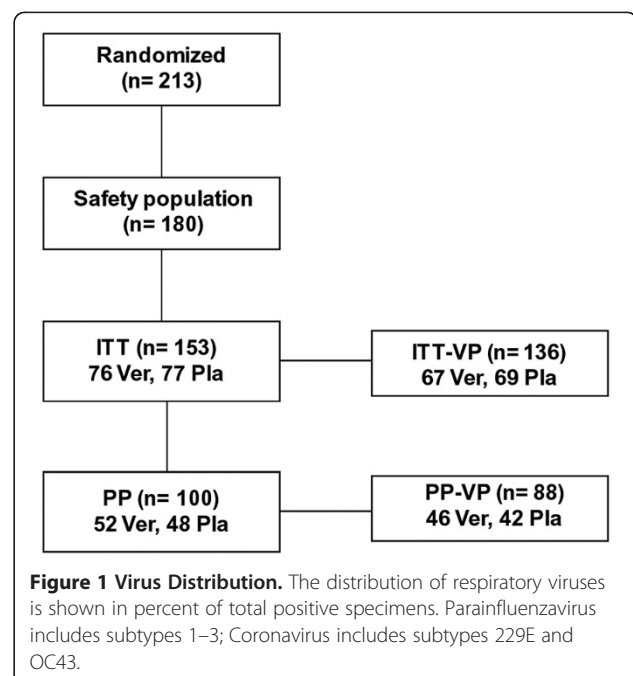 Randomized
(n= 213)
Safety population
(n= 180)
ITT (n= 153)
76 Ver, 77 Pla
ITT-VP (n= 136)
67 Ver, 69 Pla
PP (n= 100)
52 Ver, 48 Pla
PP-VP (n= 88)
46 Ver, 42 Pla
Figure 1 Virus Distribution. The distribution of respiratory viruses
is shown in percent of total positive specimens. Parainfluenzavirus
includes subtypes 1–3; Coronavirus includes subtypes 229E and
OC43.